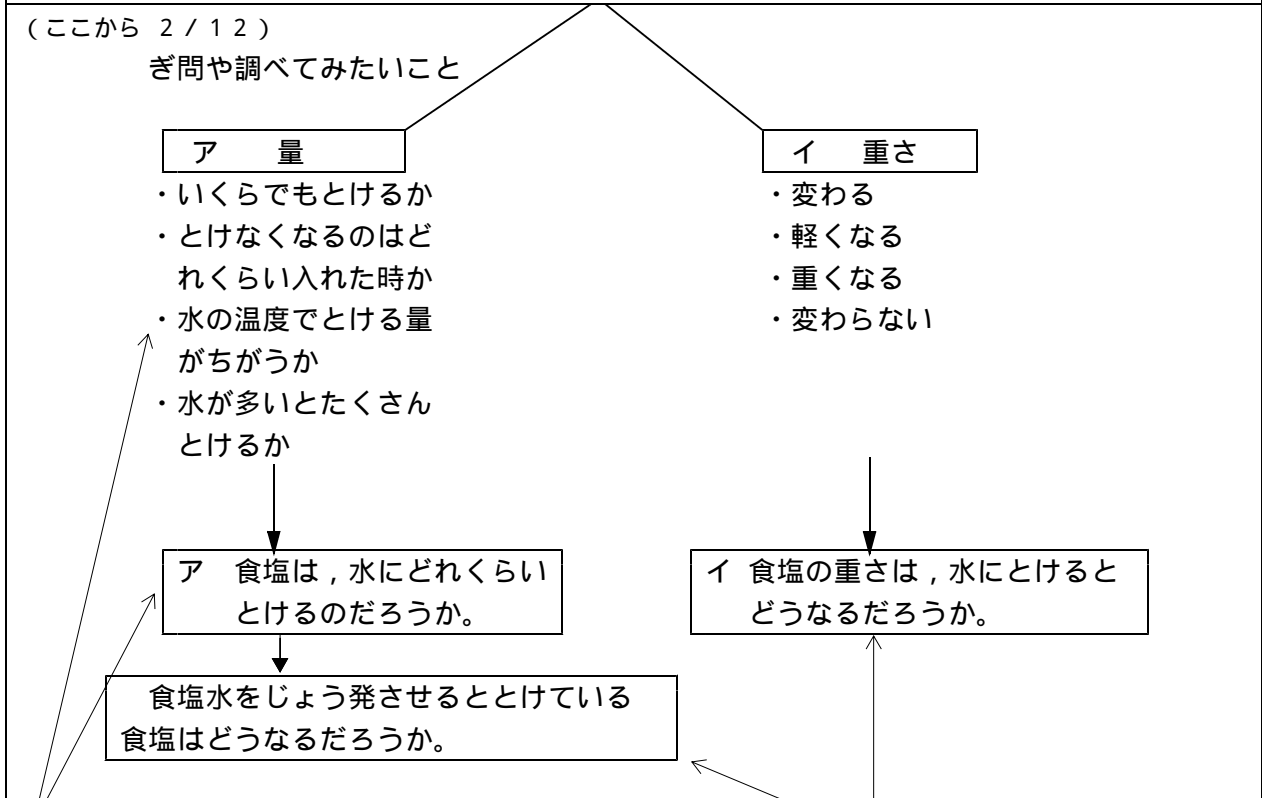 (ここから 2/12)
ぎ問や調べてみたいこと
ア 量
・いくらでもとけるか
・とけなくなるのはど
れくらい入れた時か
・水の温度でとける量
がちがうか
・水が多いとたくさん
とけるか
イ 重さ
・変わる
・軽くなる
・重くなる
・変わらない
ア 食塩は,水にどれくらい
とけるのだろうか。
イ 食塩の重さは,水にとけると
どうなるだろうか。
食塩水をじょう発させるととけている
食塩はどうなるだろうか。